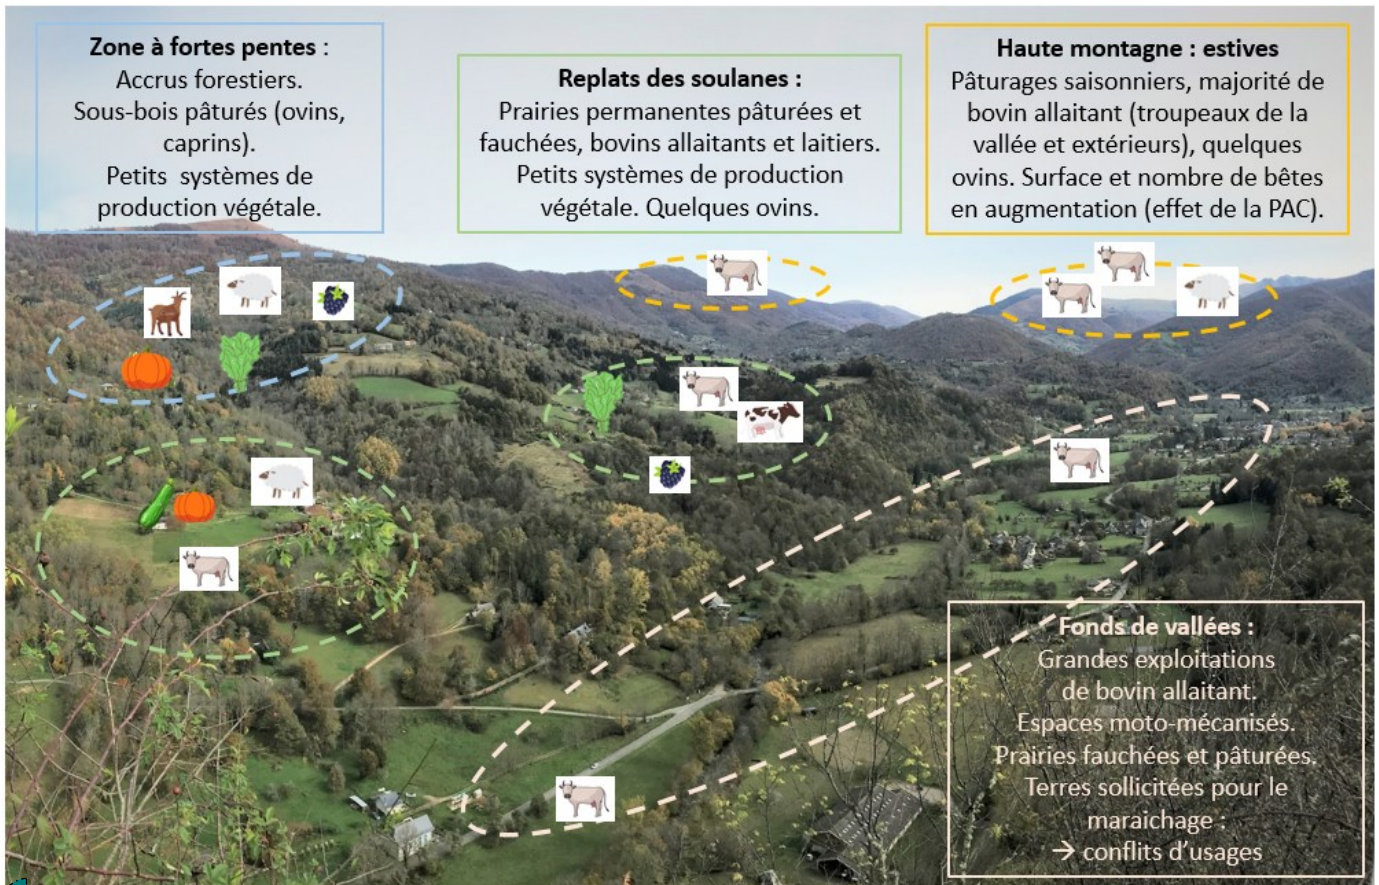 Zone à fortes pentes :
Accrus forestiers.
Sous-bois pâturés (ovins,
caprins).
Petits systèmes de
production végétale.
Replats des soulanes :
Prairies permanentes pâturées et
fauchées, bovins allaitants et laitiers.
Petits systèmes de production
végétale. Quelques ovins.
Haute montagne : estives
Pâturages saisonniers, majorité de
bovin allaitant (troupeaux de la
vallée et extérieurs), quelques
ovins. Surface et nombre de bêtes
en augmentation (effet de la PAC).
Fonds de vallées :
Grandes exploitations
de bovin allaitant.
Espaces moto-mécanisés.
Prairies fauchées et pâturées.
Terres sollicitées pour le
maraichage :
→ conflits d’usages